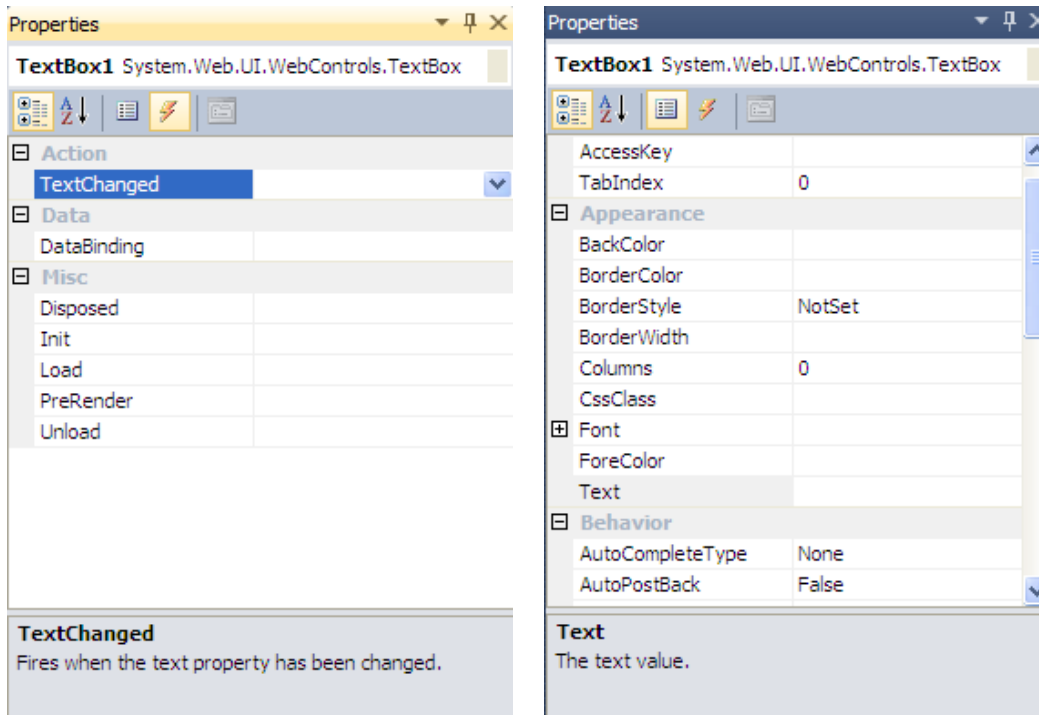 Properties
TextBox1 System.Web.UI.WebControls.TextBox
Action
TextChanged
Data
DataBinding
Misc
Disposed
Init
Load
PreRender
Unload
TextChanged
Fires when the text property has been changed.
Properties
TextBox1 System.Web.UI.WebControls.TextBox
AccessKey
TabIndex 0
Appearance
BackColor
BorderColor
BorderStyle NotSet
BorderWidth
Columns 0
CssClass
Font
ForeColor
Text
Behavior
AutoCompleteType None
AutoPostBack False
Text
The text value.